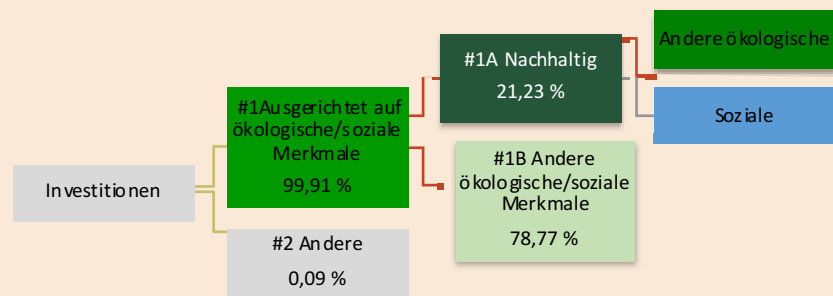 Investitionen
#1Ausgerichtet auf
ökologische/soziale
Merkmale
99,91 %
#2 Andere
0,09 %
#1A Nachhaltig
21,23 %
#1B Andere
ökologische/soziale
Merkmale
78,77 %
Andere ökologische
Soziale